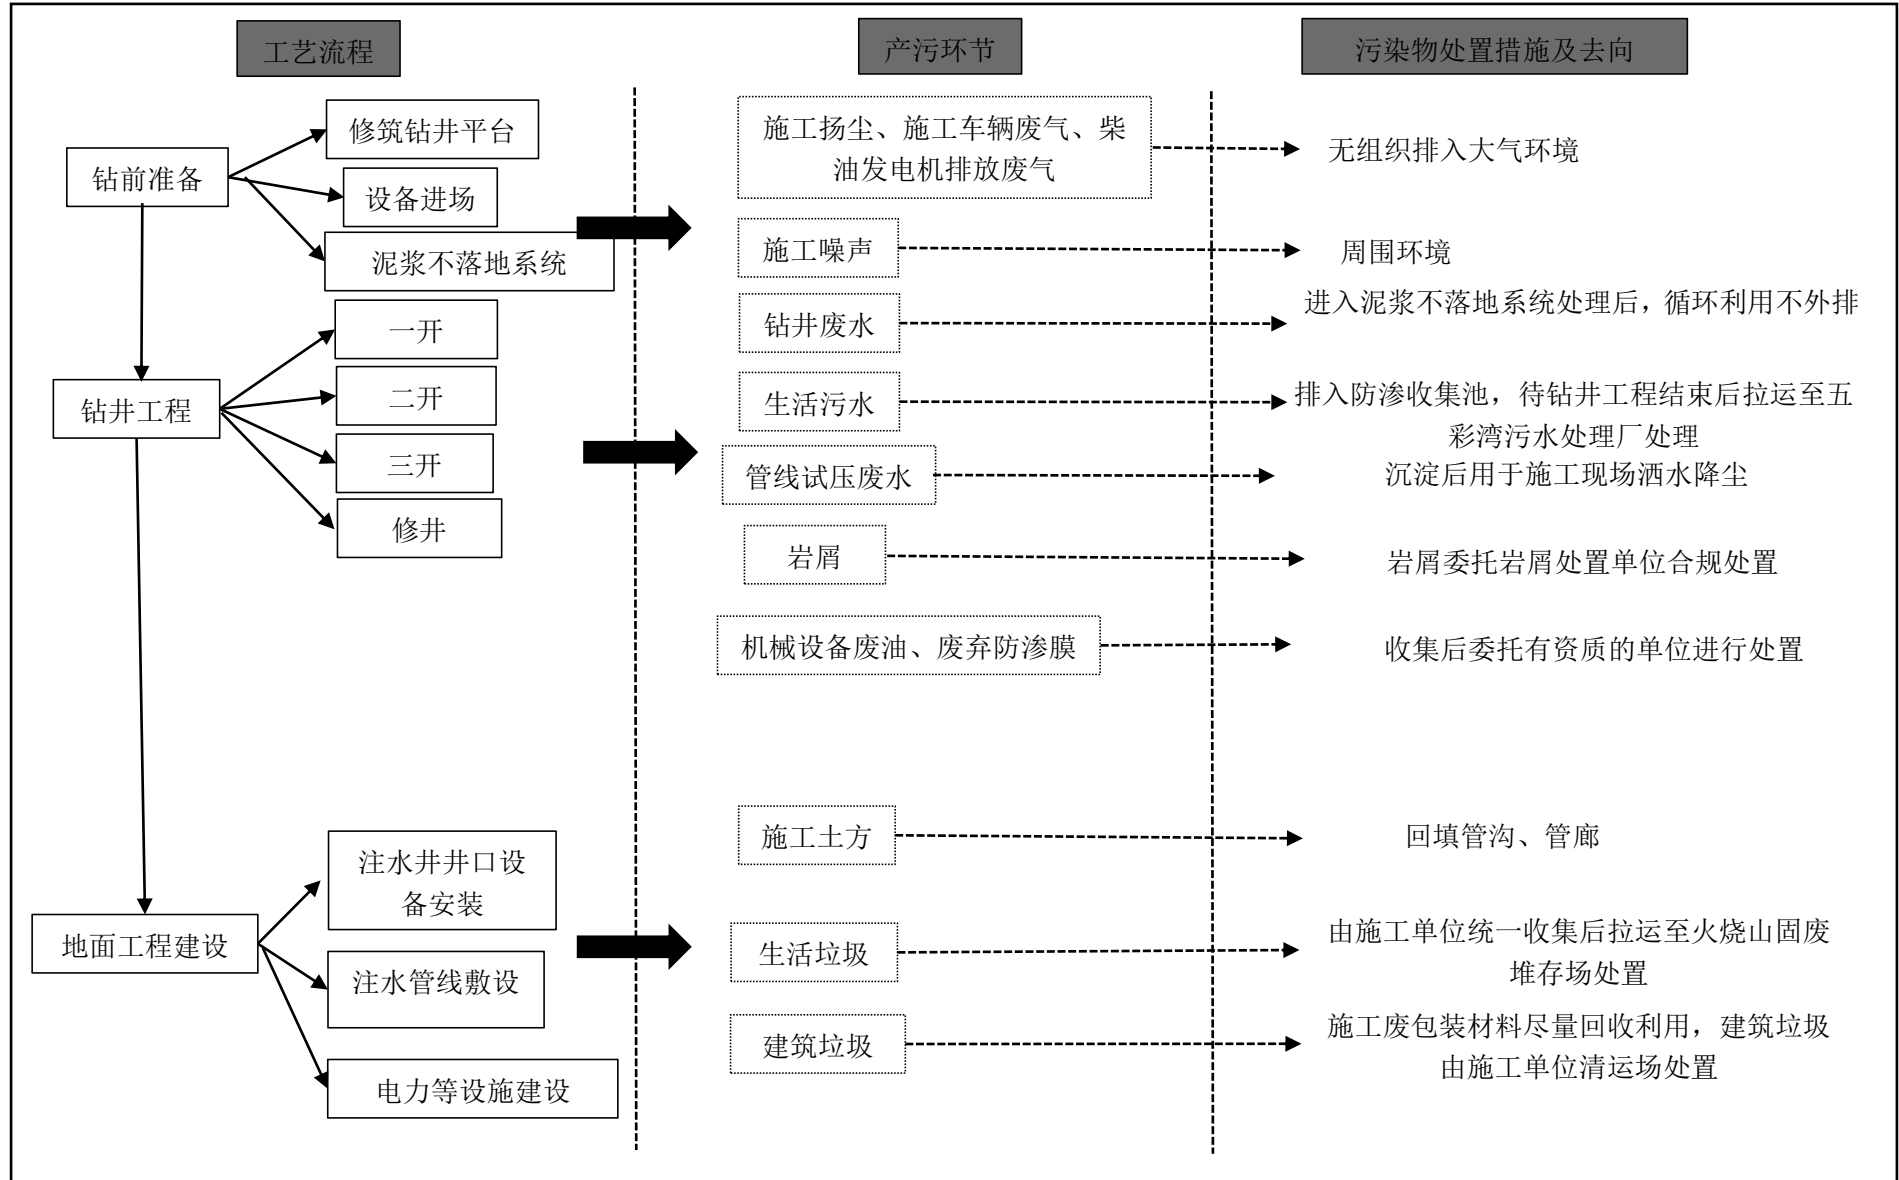 工艺流程
产污环节
污染物处置措施及去向
钻前准备
修筑钻井平台
设备进场
泥浆不落地系统
钻井工程
一开
二开
三开
修井
地面工程建设
注水井井口设
备安装
注水管线敷设
电力等设施建设
施工扬尘、施工车辆废气、柴
油发电机排放废气
无组织排入大气环境
施工噪声
周围环境
钻井废水
进入泥浆不落地系统处理后，循环利用不外排
生活污水
排入防渗收集池，待钻井工程结束后拉运至五
彩湾污水处理厂处理
管线试压废水
沉淀后用于施工现场洒水降尘
岩屑
岩屑委托岩屑处置单位合规处置
机械设备废油、废弃防渗膜
收集后委托有资质的单位进行处置
施工土方
回填管沟、管廊
生活垃圾
由施工单位统一收集后拉运至火烧山固废
堆存场处置
建筑垃圾
施工废包装材料尽量回收利用，建筑垃圾
由施工单位清运场处置